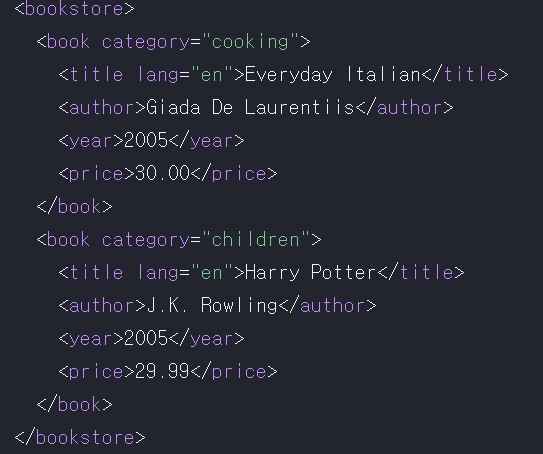 <bookstore>
<book category="cooking">
<title lang="en">Everyday Italian</title>
<author>Giada De Laurentiis</author>
<year>2005</year>
<price>30.00</price>
</book>
<book category="children">
<title lang="en">Harry Potter</title>
<author>J.K. Rowling</author>
<year>2005</year>
<price>29.99</price>
</book>
</bookstore>